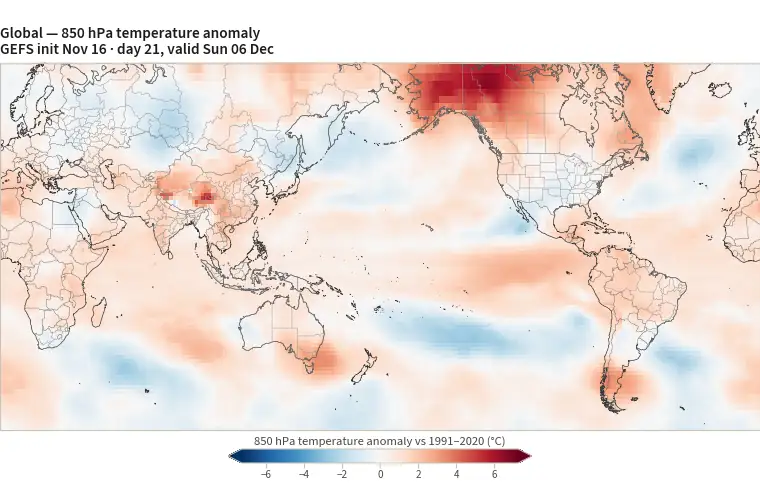 Global — 850 hPa temperature anomaly
GEFS init Nov 16 · day 21, valid Sun 06 Dec
850 hPa temperature anomaly vs 1991–2020 (°C)
−6 −4 −2 0 2 4 6